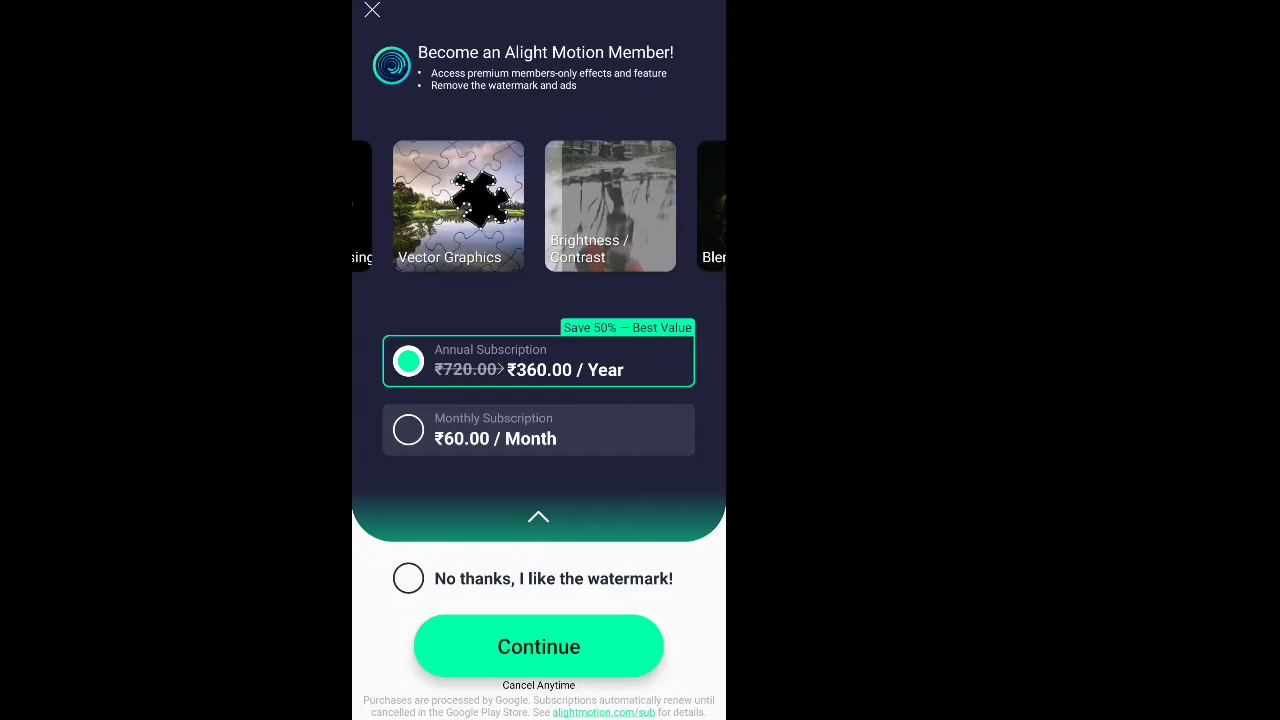 Become an Alight Motion Member!
• Access premium members-only effects and feature
• Remove the watermark and ads
sing
Vector Graphics
Brightness /
Contrast
Bler
Save 50% — Best Value
Annual Subscription
₹720.00> ₹360.00 / Year
Monthly Subscription
₹60.00 / Month
No thanks, I like the watermark!
Continue
Cancel Anytime
Purchases are processed by Google. Subscriptions automatically renew until
cancelled in the Google Play Store. See alightmotion.com/sub for details.